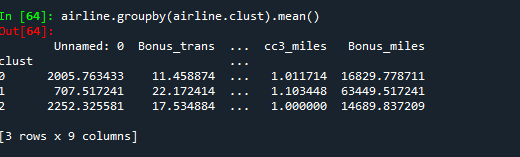 In [64]: airline.groupby(airline.clust).mean()
Out[64]:
Unnamed: 0 Bonus_trans ... cc3_miles Bonus_miles
clust ...
0 2005.763433 11.458874 ... 1.011714 16829.778711
1 707.517241 22.172414 ... 1.103448 63449.517241
2 2252.325581 17.534884 ... 1.000000 14689.837209
[3 rows x 9 columns]